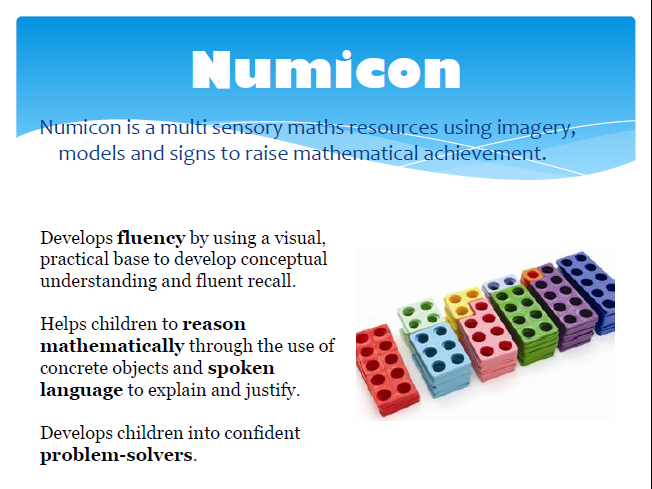 Numicon
Numicon is a multi sensory maths resources using imagery,
models and signs to raise mathematical achievement.
Develops fluency by using a visual,
practical base to develop conceptual
understanding and fluent recall.
Helps children to reason
mathematically through the use of
concrete objects and spoken
language to explain and justify.
Develops children into confident
problem-solvers.